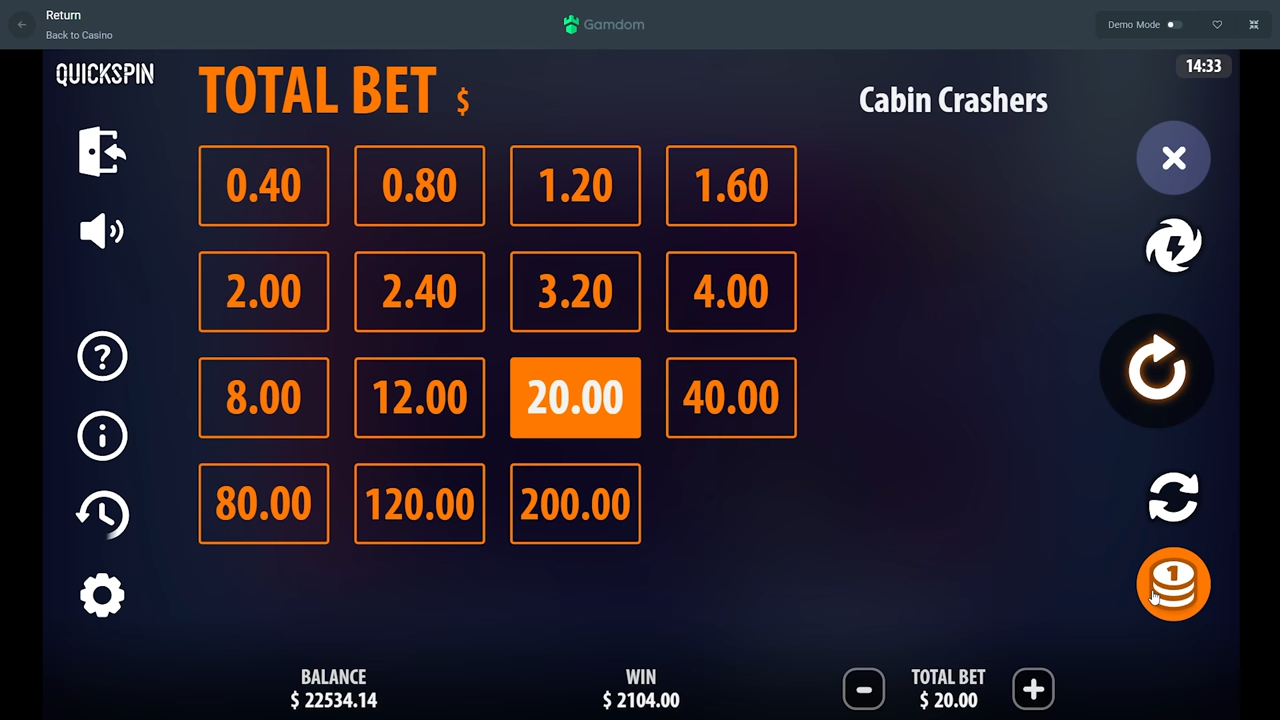 Return
Back to Casino
Gamdom
Demo Mode
QUICKSPIN
TOTAL BET $
Cabin Crashers
14:33
0.40 0.80 1.20 1.60
2.00 2.40 3.20 4.00
8.00 12.00 20.00 40.00
80.00 120.00 200.00
1
BALANCE
$ 22534.14
WIN
$ 2104.00
TOTAL BET
$ 20.00